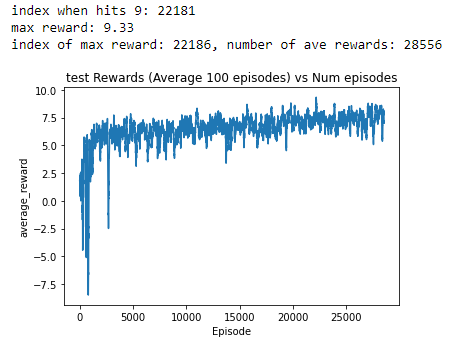 index when hits 9: 22181
max reward: 9.33
index of max reward: 22186, number of ave rewards: 28556
test Rewards (Average 100 episodes) vs Num episodes
10.0
7.5
5.0
2.5
0.0
−2.5
−5.0
−7.5
average_reward
0 5000 10000 15000 20000 25000
Episode